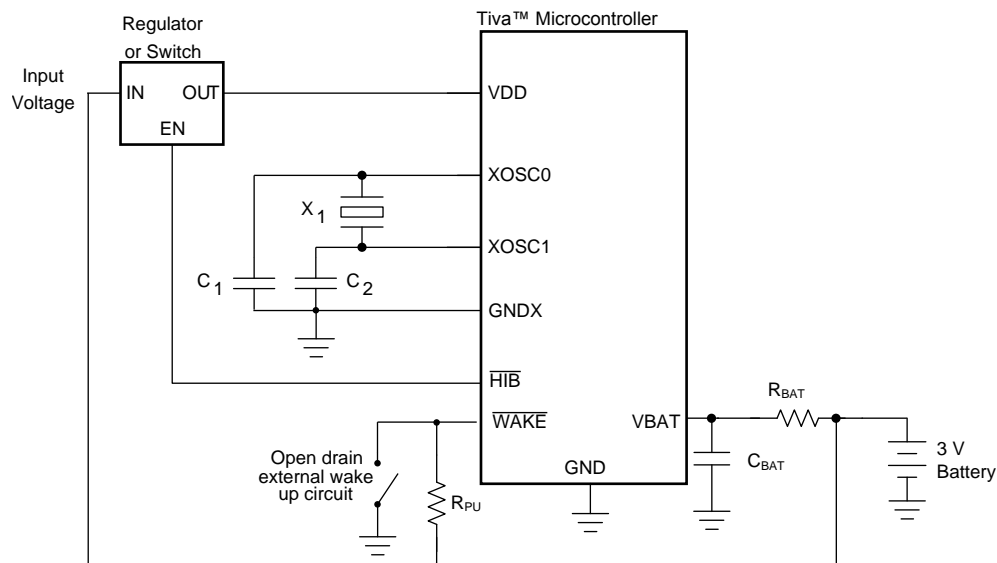 Tiva™ Microcontroller
Regulator
or Switch
Input
Voltage
IN
OUT
EN
VDD
XOSC0
X1
XOSC1
C1
C2
GNDX
HIB
WAKE
VBAT
RBAT
Open drain
external wake
up circuit
RPU
GND
CBAT
3 V
Battery